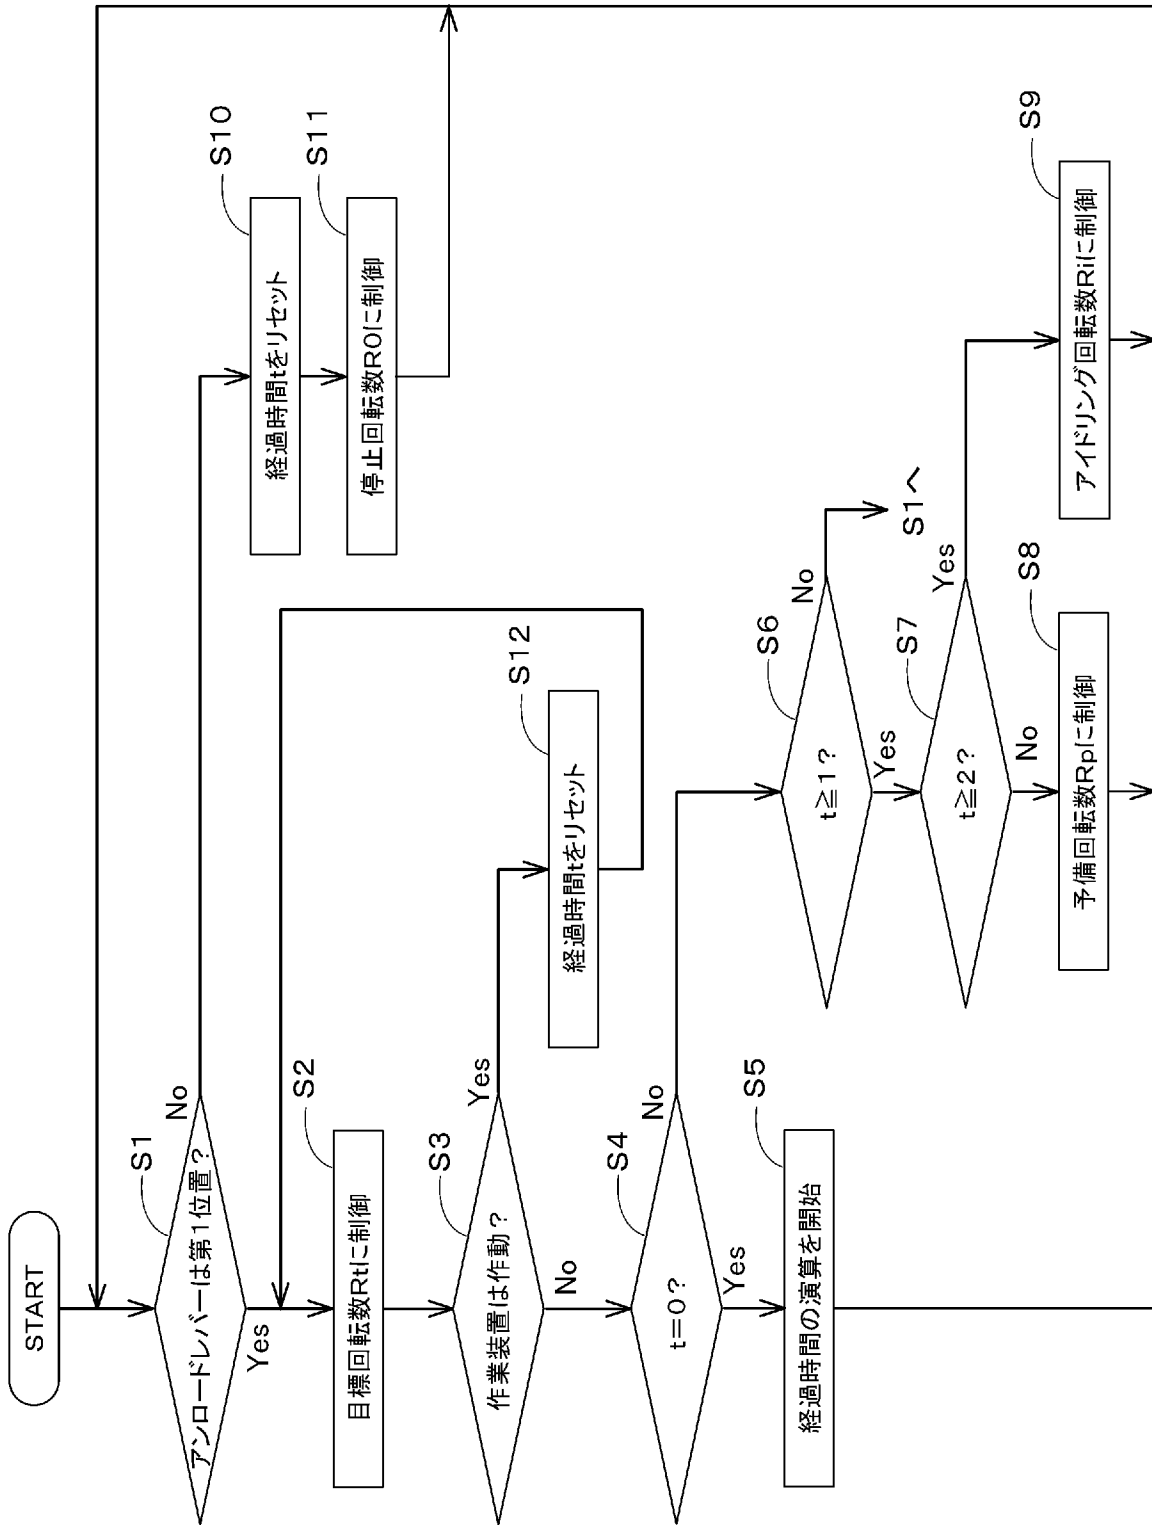 START
S1
アンロードレバーは第1位置？
No
Yes
S2
目標回転数Rtに制御
S3
作業装置は作動？
Yes
No
S4
t＝0？
No
Yes
S5
経過時間の演算を開始
S12
経過時間tをリセット
S6
t≧1？
No
S1へ
Yes
S7
t≧2？
Yes
No
S8
予備回転数Rpに制御
S9
アイドリング回転数Riに制御
S10
経過時間tをリセット
S11
停止回転数R0に制御